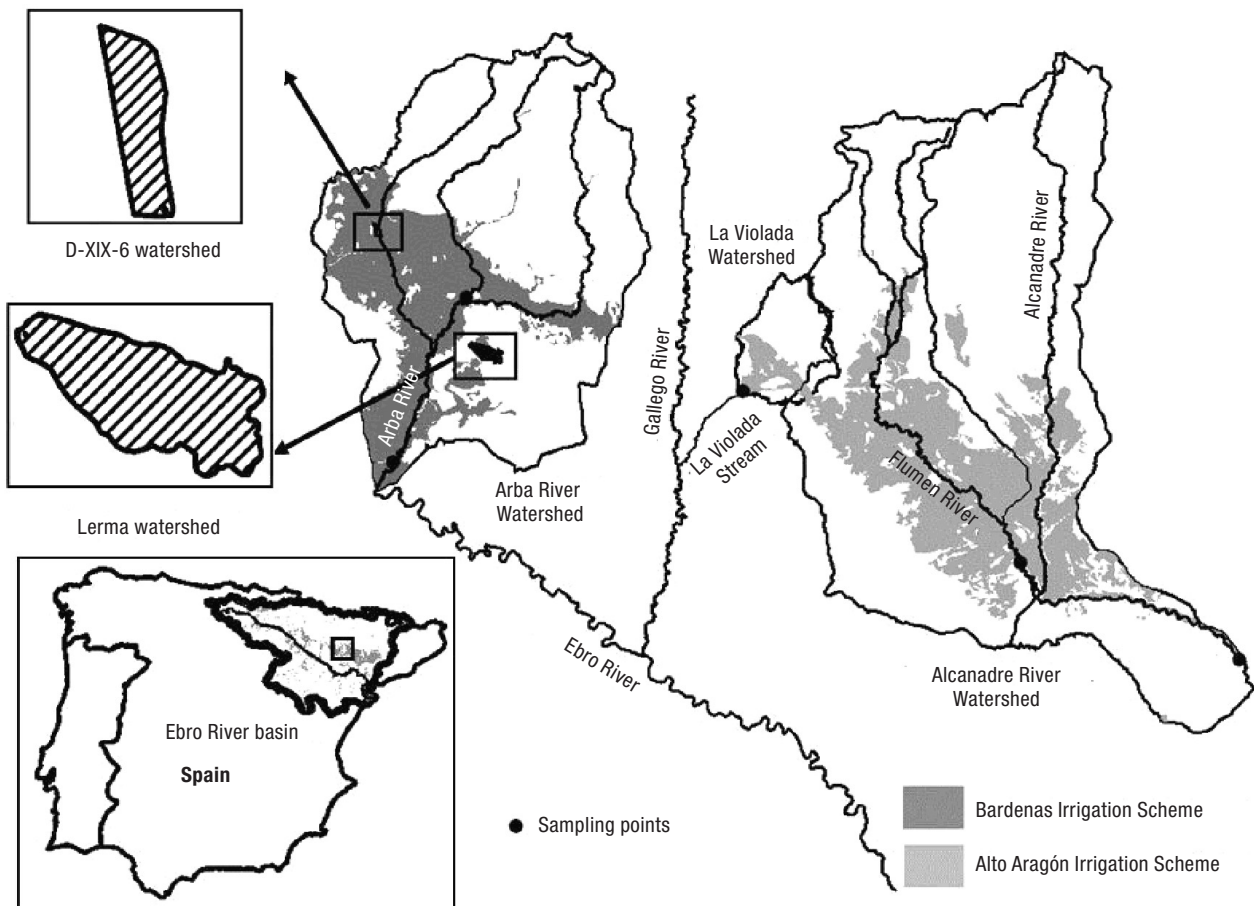 D-XIX-6 watershed
Lerma watershed
Arba River
Arba River
Watershed
Gallego River
La Violada
Watershed
La Violada
Stream
Flumen River
Alcanadre River
Alcanadre River
Watershed
Ebro River
Ebro River basin
Spain
Sampling points
Bardenas Irrigation Scheme
Alto Aragón Irrigation Scheme